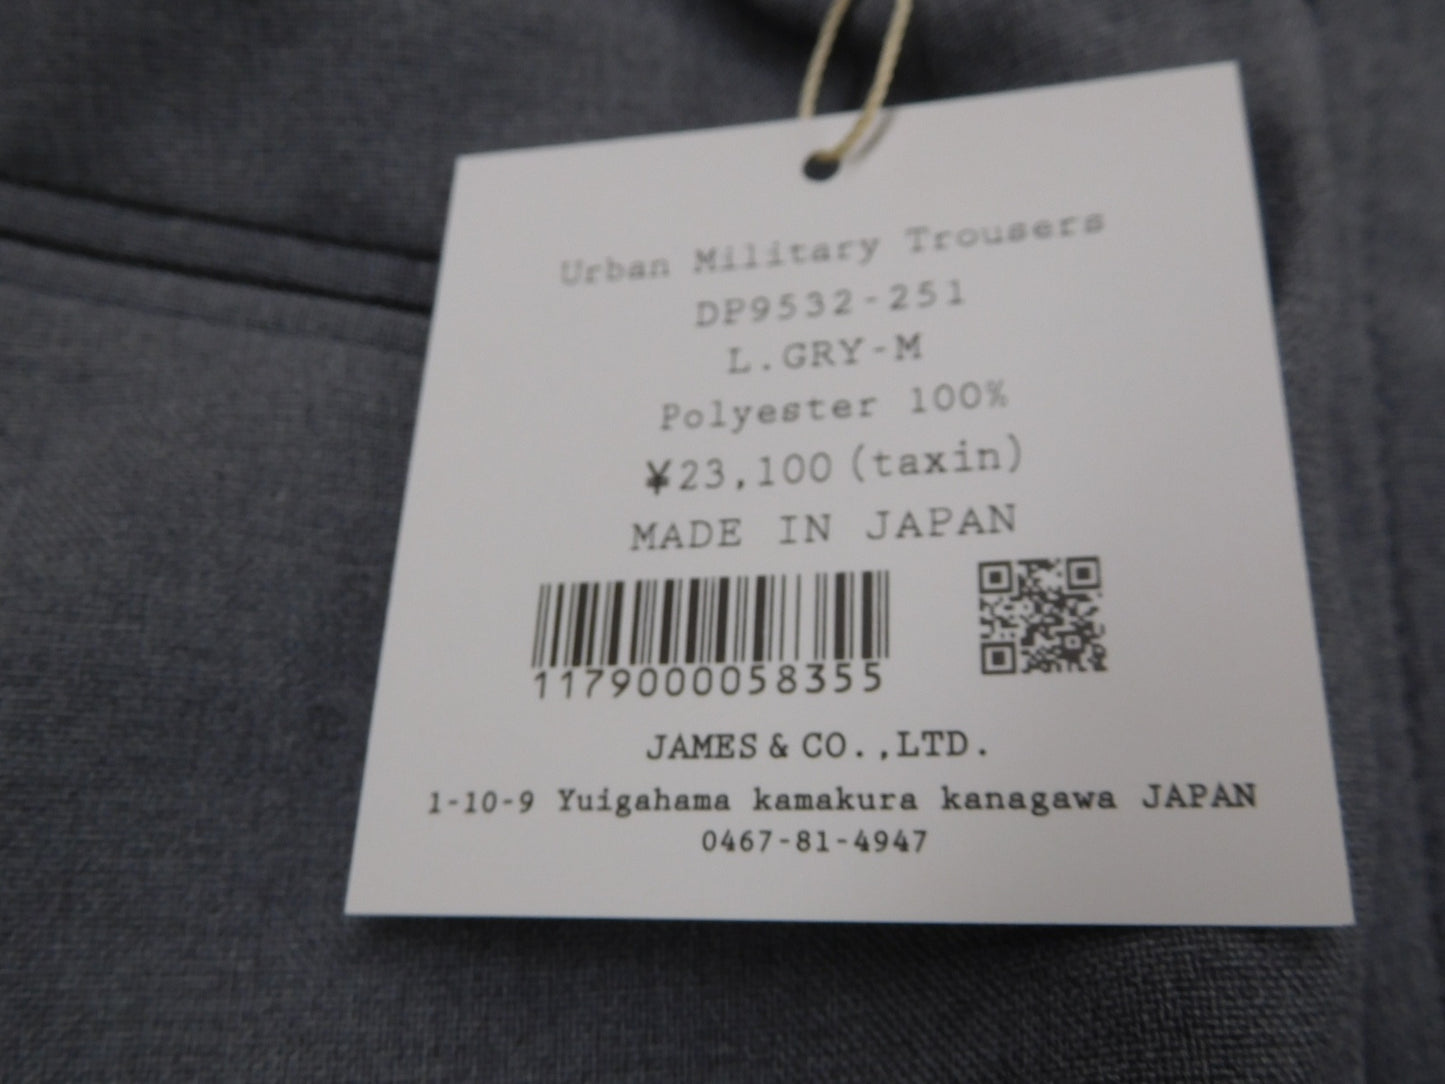 Urban Military Trousers
DP9532-251
L.GRY-M
Polyester 100%
¥23,100(taxin)
MADE IN JAPAN
1179000058355
JAMES & CO.,LTD.
1-10-9 Yuigahama kamakura kanagawa JAPAN
0467-81-4947